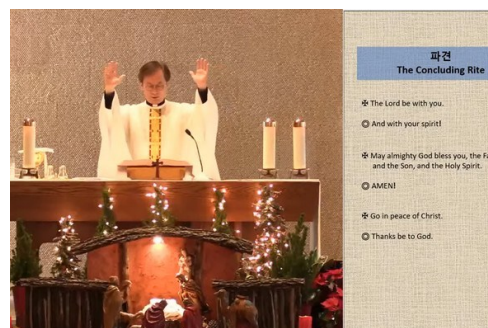 파견
The Concluding Rite
✠ The Lord be with you.
◎ And with your spirit!
✠ May almighty God bless you, the
and the Son, and the Holy Spirit.
◎ AMEN!
✠ Go in peace of Christ.
◎ Thanks be to God.